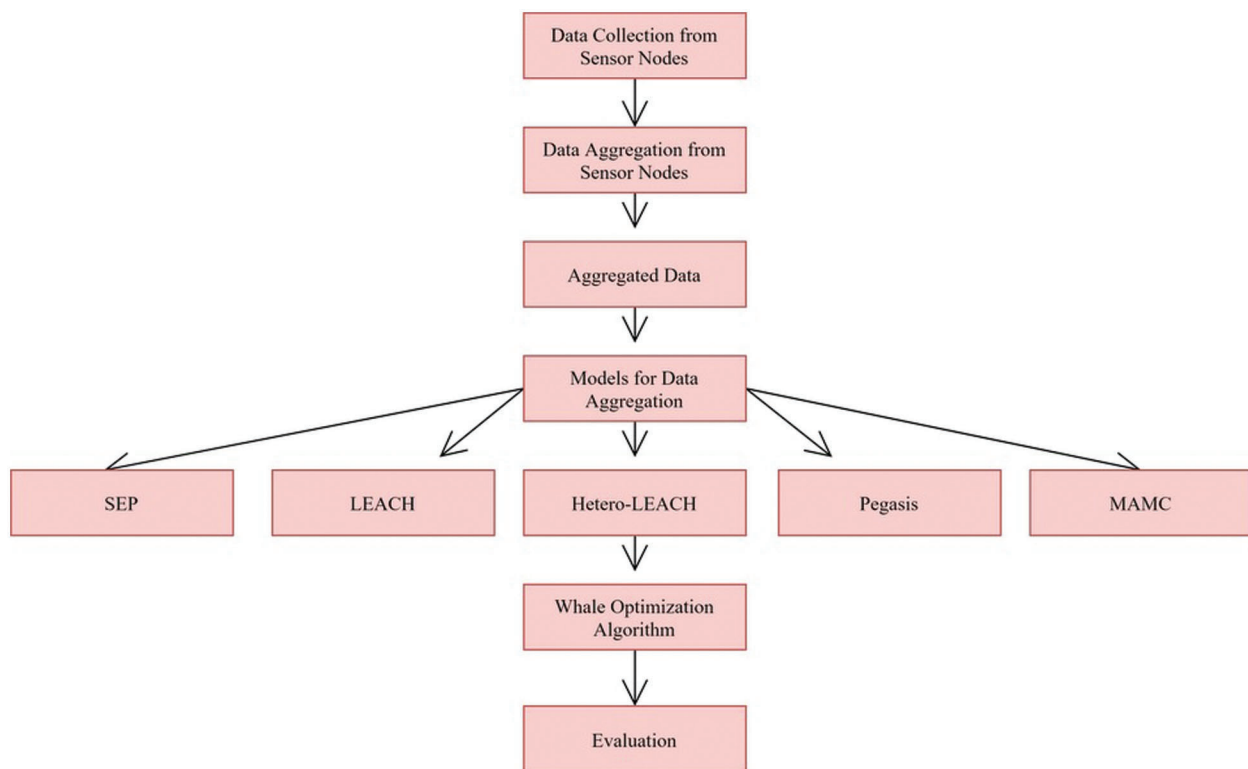 Data Collection from
Sensor Nodes
Data Aggregation from
Sensor Nodes
Aggregated Data
Models for Data
Aggregation
SEP
LEACH
Hetero-LEACH
Pegasis
MAMC
Whale Optimization
Algorithm
Evaluation